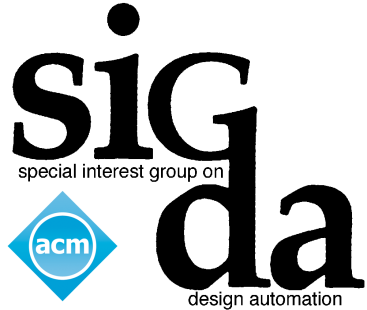 siG
special interest group on
da
acm
design automation